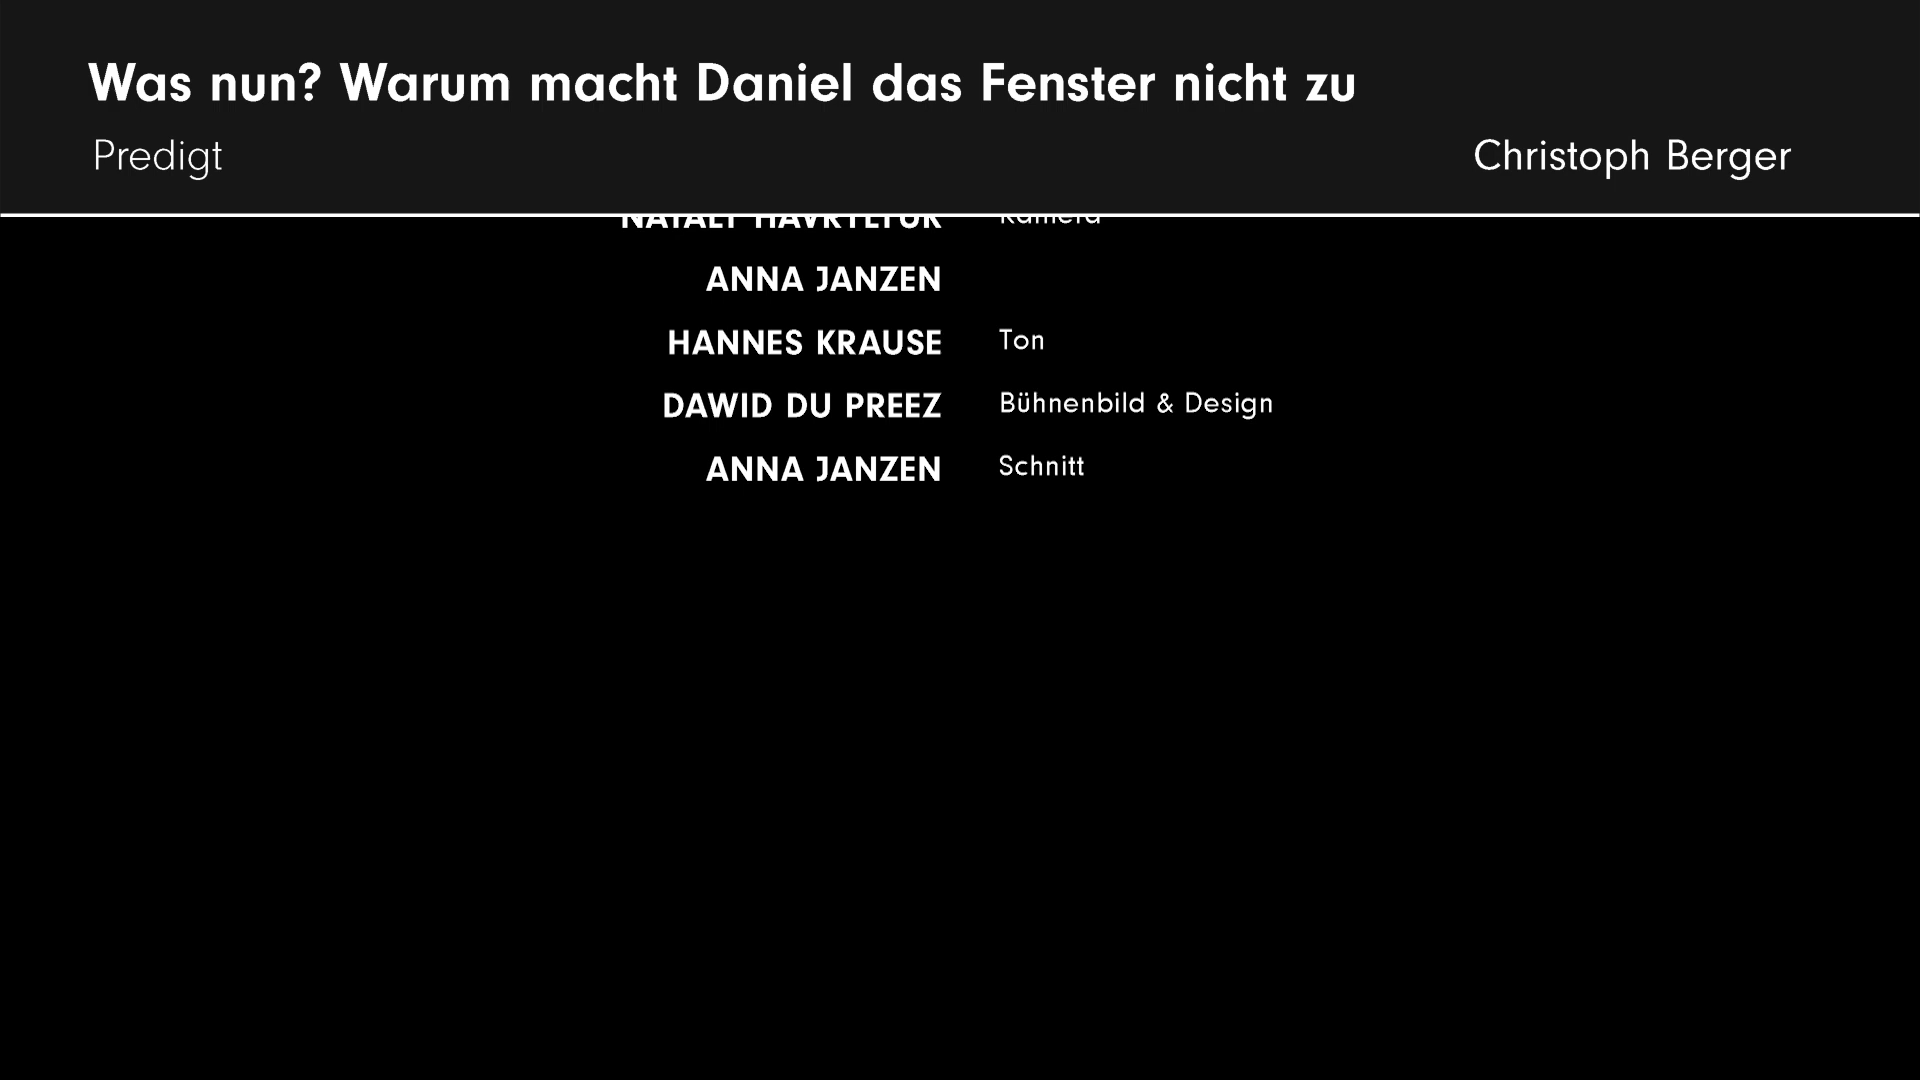 Was nun? Warum macht Daniel das Fenster nicht zu
Predigt Christoph Berger
Kamera
ANNA JANZEN
HANNES KRAUSE Ton
DAWID DU PREEZ Bühnenbild & Design
ANNA JANZEN Schnitt